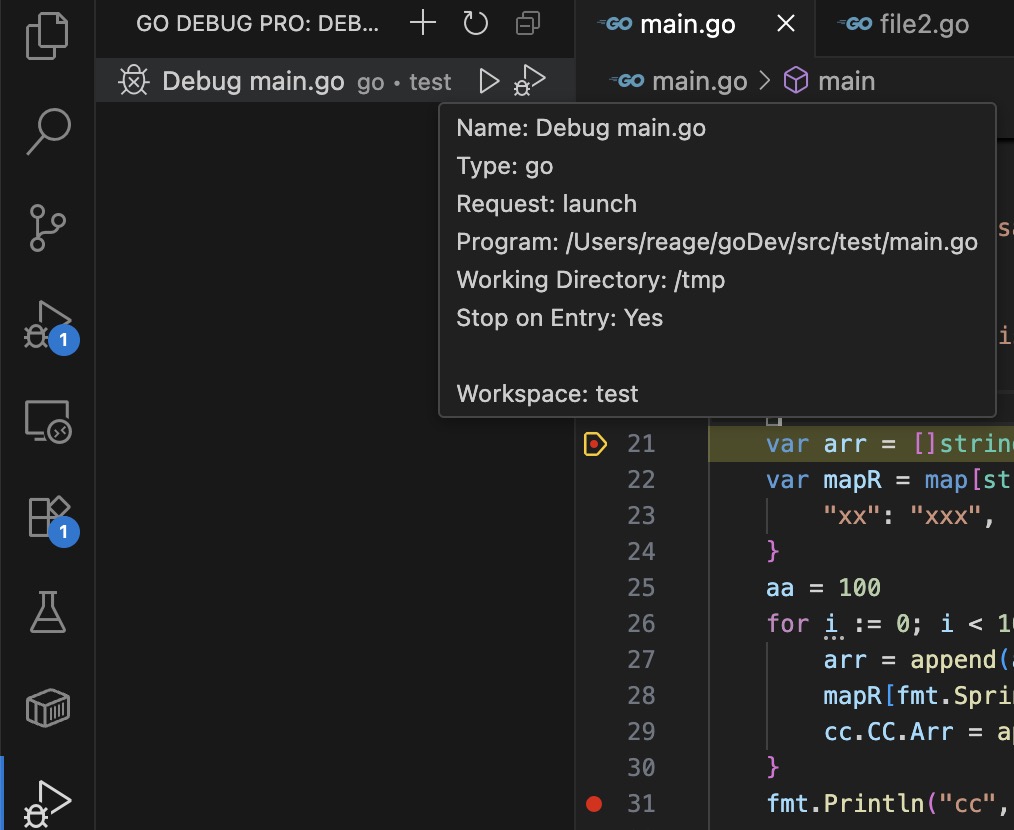 GO DEBUG PRO: DEB...
GO main.go
GO file2.go
Debug main.go go • test
GO main.go > main
Name: Debug main.go
Type: go
Request: launch
Program: /Users/reage/goDev/src/test/main.go
Working Directory: /tmp
Stop on Entry: Yes
Workspace: test
1
1
21 var arr = []string
22 var mapR = map[st
23 "xx": "xxx",
24 }
25 aa = 100
26 for i := 0; i < 10
27 arr = append(
28 mapR[fmt.Sprin
29 cc.CC.Arr = ap
30 }
31 fmt.Println("cc",